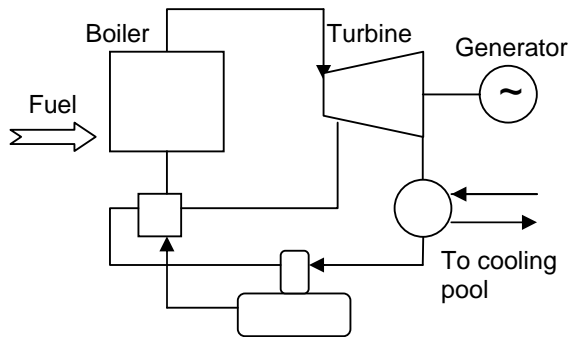 Boiler
Turbine
Generator
~
Fuel
To cooling
pool